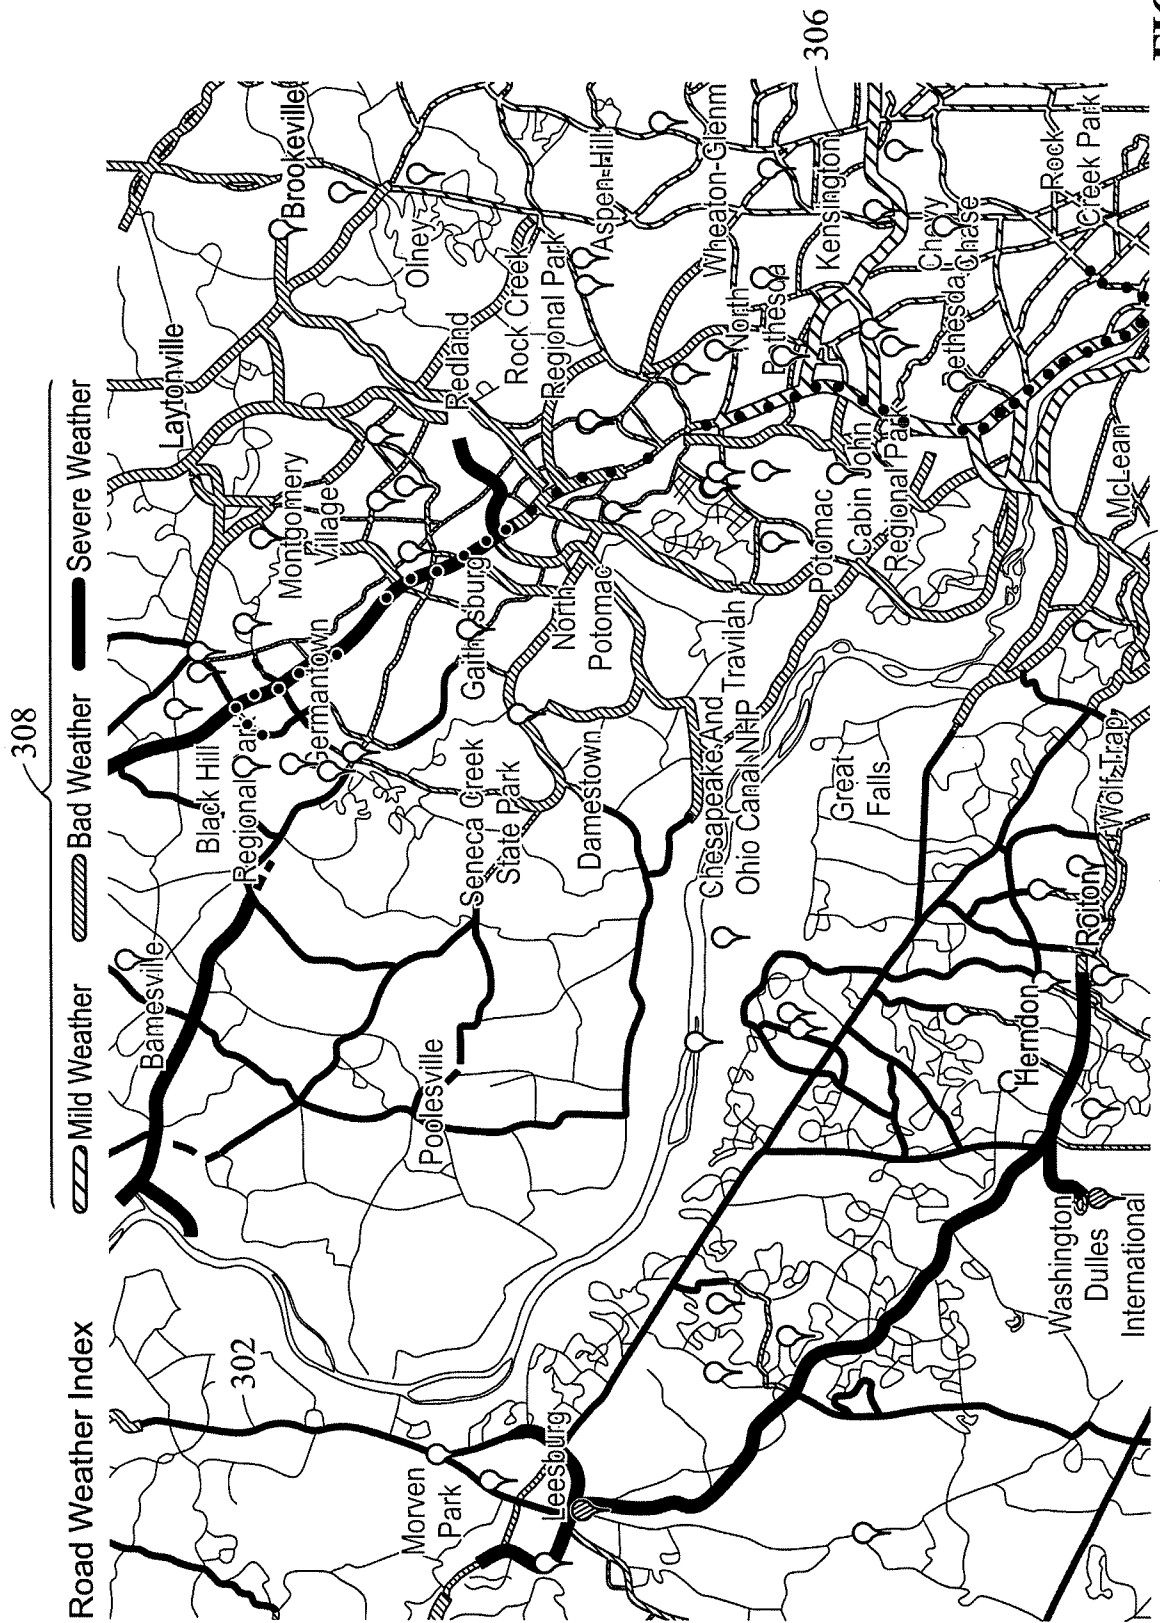 308
Road Weather Index
Mild Weather
Bad Weather
Severe Weather
302
306
Laytonville
Brookeville
Bamesville
Black Hill
Regional Park
Montgomery
Village
Germantown
Olney
Redland
Rock Creek
Regional Park
Aspen-Hill
Morven
Park
Poolesville
Seneca Creek
State Park
Gaithersburg
North
Potomac
Damestown
Leesburg
Chesapeake And
Ohio Canal NHP
Travilah
North
Bethesda
Wheaton-Glenm
Kensington
Potomac
Cabin John
Regional Park
Great
Falls
Chevy
Chase
Bethesda
Rock
Creek Park
Herndon
Roitony
Wolf Trap
McLean
Washington
Dulles
International